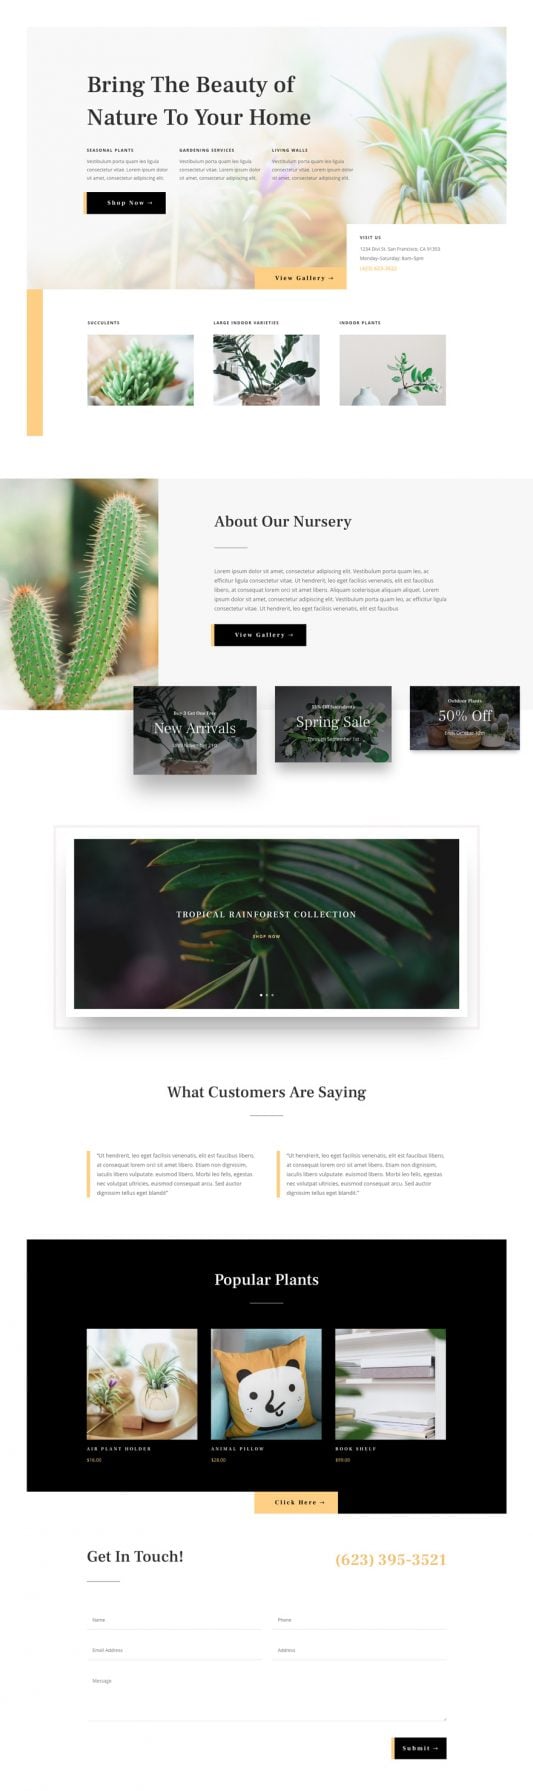 Bring The Beauty of
Nature To Your Home
SEASONAL PLANTS
Vestibulum porta quam leo ligula
constectetur vitae. Lorem ipsum dolor
sit amet, consectetur adipiscing elit.
GARDENING SERVICES
Vestibulum porta quam leo ligula
constectetur vitae. Lorem ipsum dolor
sit amet, consectetur adipiscing elit.
LIVING WALLS
Vestibulum porta quam leo ligula
constectetur vitae. Lorem ipsum dolor
sit amet, consectetur adipiscing elit.
Shop Now →
VISIT US
1234 Divi St. San Francisco, CA 91353
Monday–Saturday: 8am–5pm
View Gallery →
SUCCULENTS
LARGE INDOOR VARIETIES
INDOOR PLANTS
About Our Nursery
Lorem ipsum dolor sit amet, consectetur adipiscing elit. Vestibulum porta quam, ac
efficitur ligula consectetur vitae. Ut hendrerit, leo eget facilisis venenatis, elit est faucibus
libero, at consequat lorem orci sit amet libero. Aliquam scelerisque aliquam aliquet. Lorem
ipsum dolor sit amet, consectetur adipiscing elit. Vestibulum porta quam, ac efficitur ligula
consectetur vitae. Ut hendrerit, leo eget facilisis venenatis, elit est faucibus
View Gallery →
Buy 2 Get One Free
New Arrivals
Spring Sale
Through September 1st
Outdoor Plants
50% Off
TROPICAL RAINFOREST COLLECTION
SHOP NOW
What Customers Are Saying
"Ut hendrerit, leo eget facilisis venenatis, elit est faucibus libero,
at consequat lorem orci sit amet libero. Etiam non dignissim,
iaculis libero vulputate. euismod libero. Morbi leo felis, egestas
nec volutpat ultricies, euismod consequat arcu. Sed auctor
dignissim tellus eget blandit"
"Ut hendrerit, leo eget facilisis venenatis, elit est faucibus libero,
at consequat lorem orci sit amet libero. Etiam non dignissim,
iaculis libero vulputate. euismod libero. Morbi leo felis, egestas
nec volutpat ultricies, euismod consequat arcu. Sed auctor
dignissim tellus eget blandit."
Popular Plants
AIR PLANT HOLDER
$16.00
ANIMAL PILLOW
$28.00
BOOK SHELF
$99.00
Click Here →
Get In Touch!
(623) 395-3521
Name
Phone
Email Address
Address
Message
Submit →